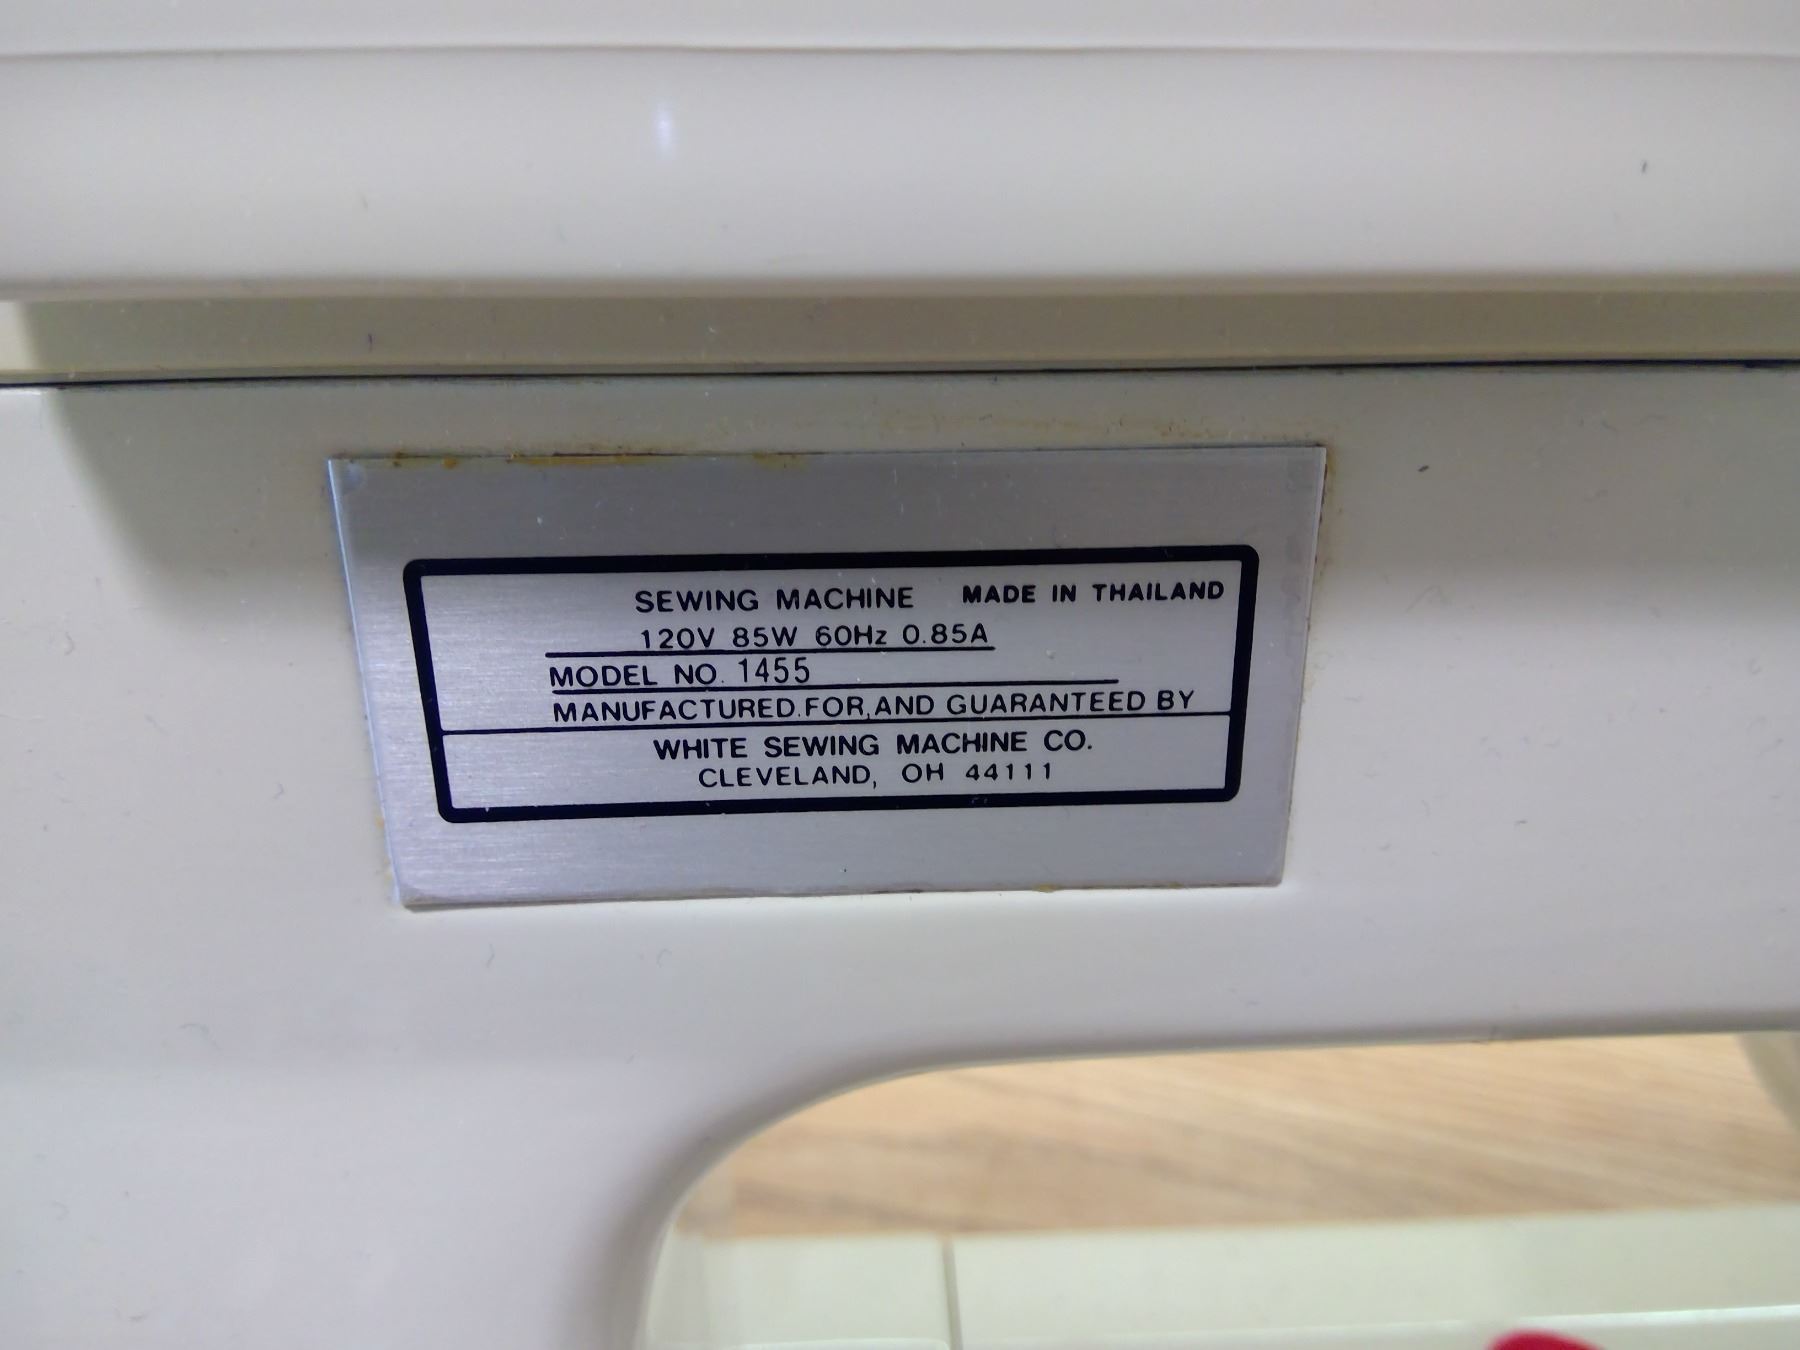 SEWING MACHINE MADE IN THAILAND
120V 85W 60Hz 0.85A
MODEL NO. 1455
MANUFACTURED.FOR,AND GUARANTEED BY
WHITE SEWING MACHINE CO.
CLEVELAND, OH 44111